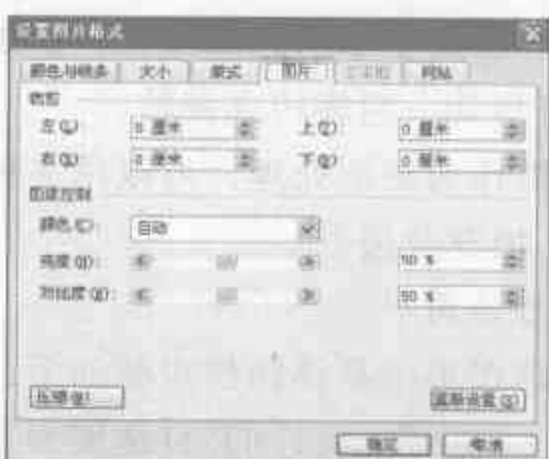 设置图片格式
颜色与线条 大小 版式 图片 文本框 网站
裁剪
左(L) 0 厘米 上(T) 0 厘米
右(R) 0 厘米 下(B) 0 厘米
图像控制
颜色(C): 自动
亮度(H): 50 %
对比度(N): 50 %
压缩(M)... 重新设置(S)
确定 取消